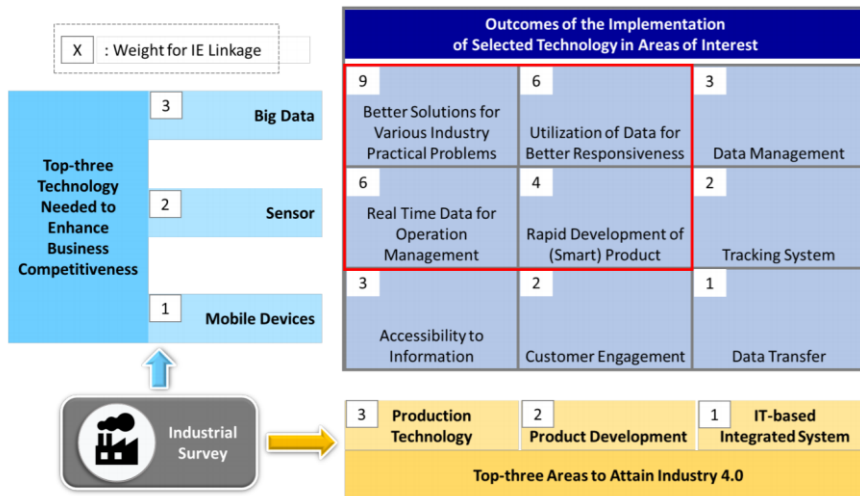 X : Weight for IE Linkage
Outcomes of the Implementation
of Selected Technology in Areas of Interest
Top-three
Technology
Needed to
Enhance
Business
Competitiveness
3
Big Data
2
Sensor
1
Mobile Devices
9
Better Solutions for
Various Industry
Practical Problems
6
Utilization of Data for
Better Responsiveness
3
Data Management
6
Real Time Data for
Operation
Management
4
Rapid Development of
(Smart) Product
2
Tracking System
3
Accessibility to
Information
2
Customer Engagement
1
Data Transfer
Industrial
Survey
3
Production
Technology
2
Product Development
1
IT-based
Integrated System
Top-three Areas to Attain Industry 4.0